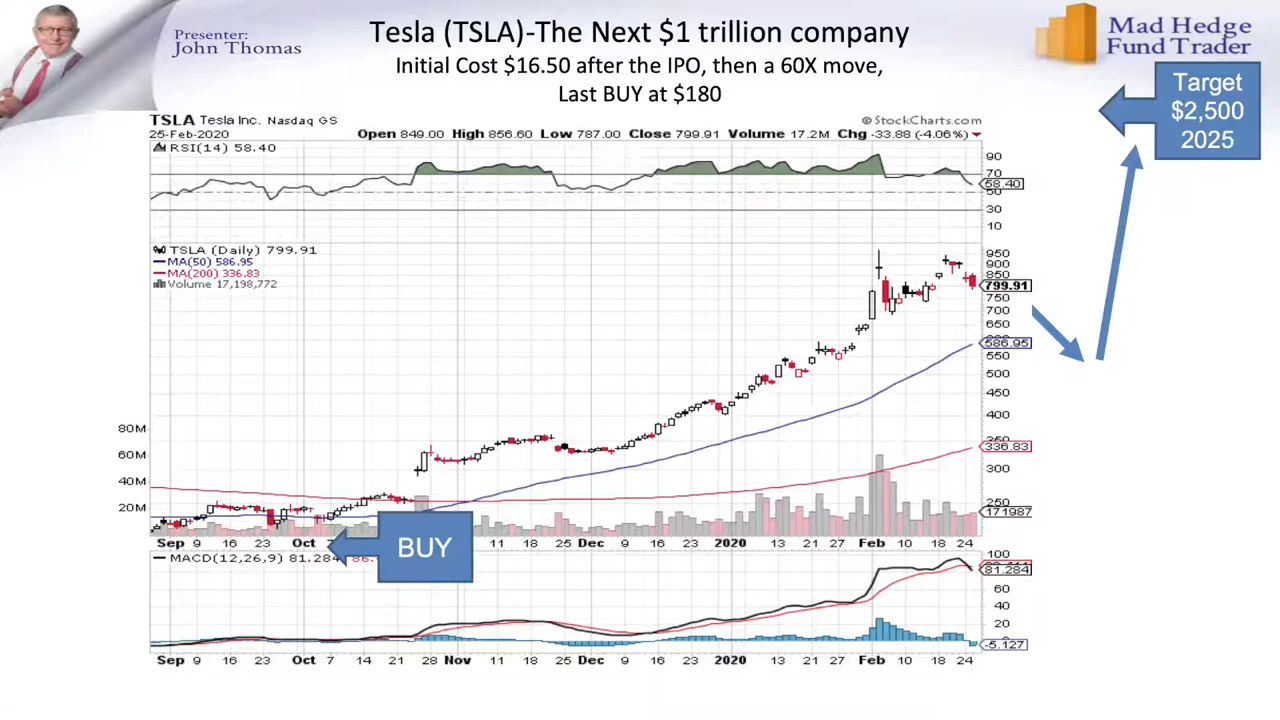 Presenter:
John Thomas
Tesla (TSLA)-The Next $1 trillion company
Initial Cost $16.50 after the IPO, then a 60X move,
Last BUY at $180
Mad Hedge
Fund Trader
Target
$2,500
2025
TSLA Tesla Inc. Nasdaq GS
© StockCharts.com
25-Feb-2020
Open 849.00 High 856.60 Low 787.00 Close 799.91 Volume 17.2M Chg -33.88 (-4.06%)
RSI(14) 58.40
90
70
58.40
50
30
10
TSLA (Daily) 799.91
MA(50) 586.95
MA(200) 336.83
Volume 17,198,772
950
900
850
799.91
750
700
650
586.95
550
500
450
400
350
336.83
300
250
171987
80M
60M
40M
20M
Sep 9 16 23 Oct 7 11 18 25 Dec 9 16 23 2020 13 21 27 Feb 10 18 24
BUY
MACD(12,26,9) 81.284
100
81.284
60
40
20
-5.127
Sep 9 16 23 Oct 7 14 21 28 Nov 11 18 25 Dec 9 16 23 2020 13 21 27 Feb 10 18 24